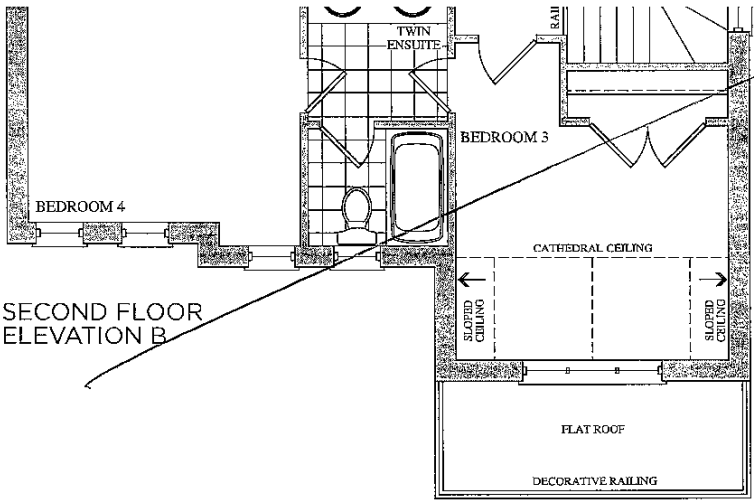 TWIN
ENSUITE
RAIL
BEDROOM 3
BEDROOM 4
CATHEDRAL CEILING
SLOPED
CEILING
SLOPED
CEILING
SECOND FLOOR
ELEVATION B
FLAT ROOF
DECORATIVE RAILING